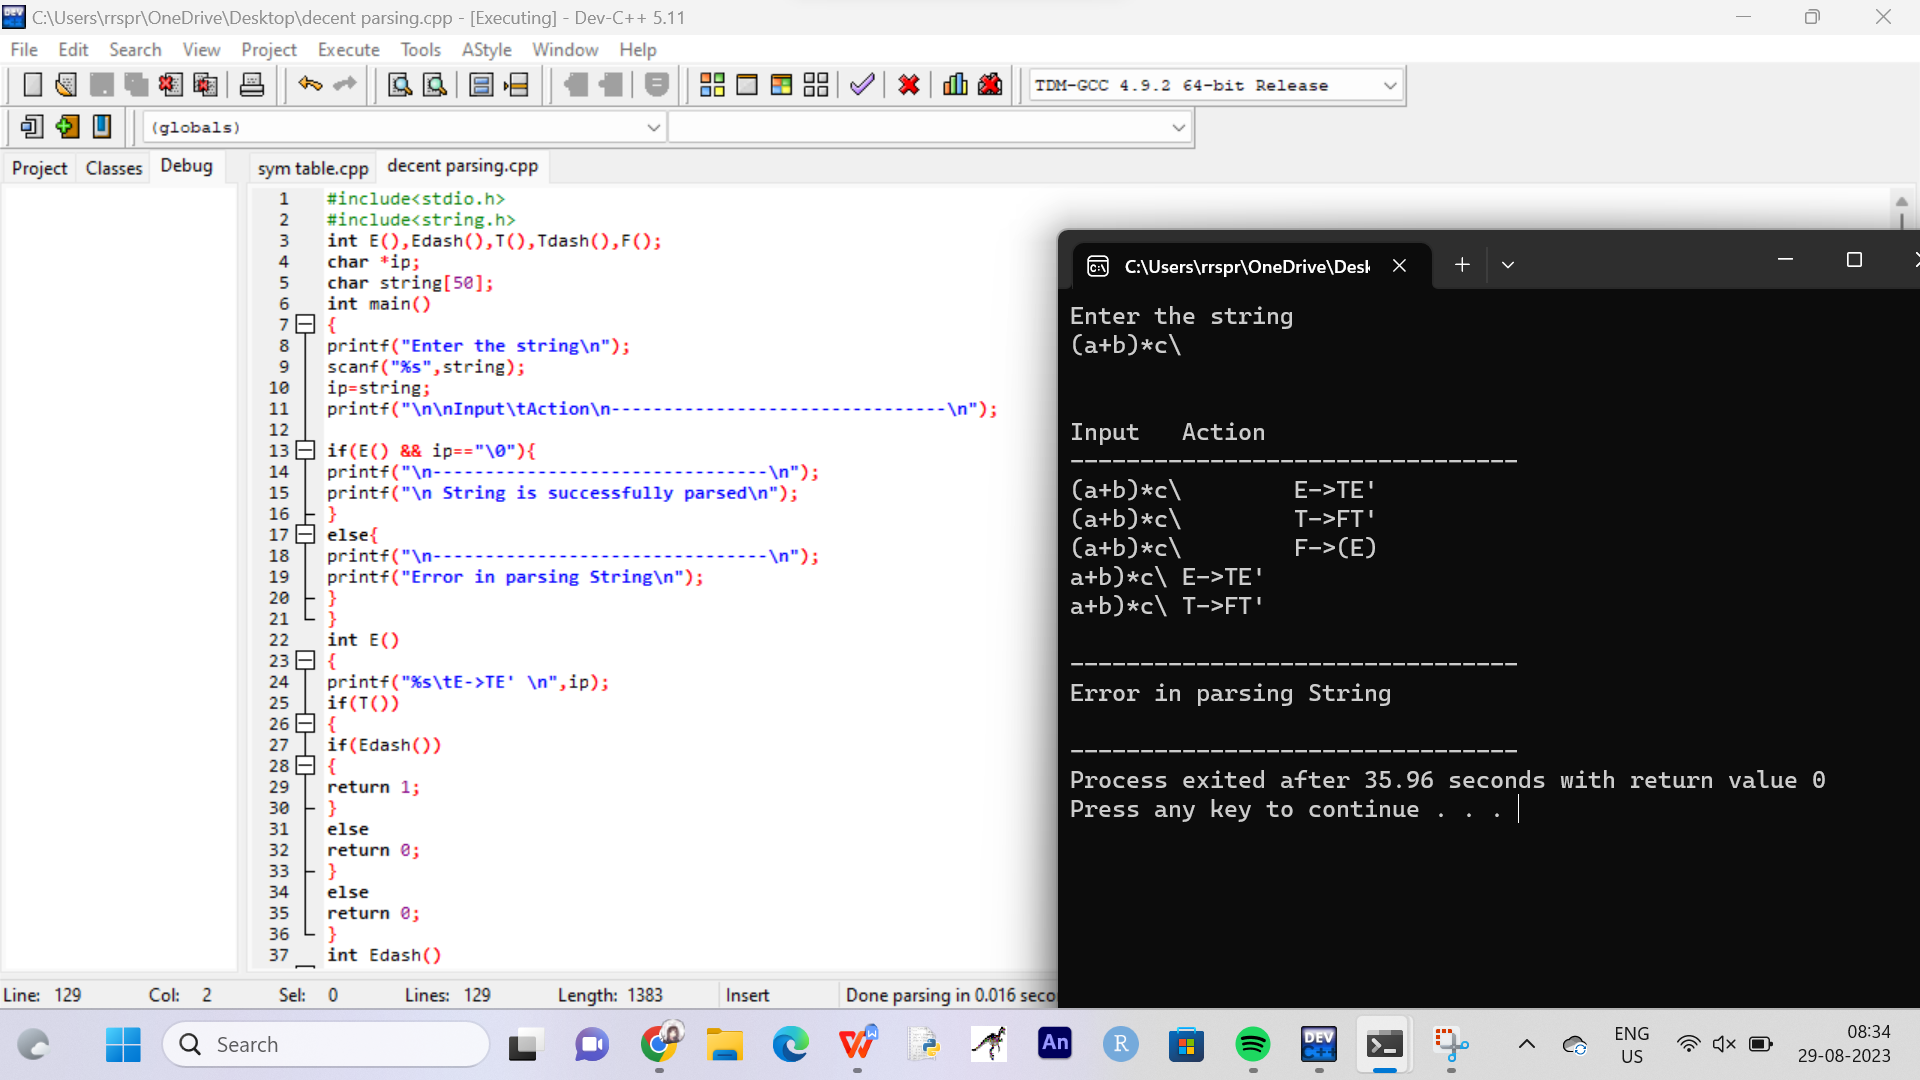 C:\Users\rrspr\OneDrive\Desktop\decent parsing.cpp - [Executing] - Dev-C++ 5.11
File Edit Search View Project Execute Tools AStyle Window Help
TDM-GCC 4.9.2 64-bit Release
(globals)
Project Classes Debug sym table.cpp decent parsing.cpp
1 #include<stdio.h>
2 #include<string.h>
3 int E(),Edash(),T(),Tdash(),F();
4 char *ip;
5 char string[50];
6 int main()
7 {
8 printf("Enter the string\n");
9 scanf("%s",string);
10 ip=string;
11 printf("\n\nInput\tAction\n--------------------------------\n");
12
13 if(E() && ip=="\0"){
14 printf("\n--------------------------------\n");
15 printf("\n String is successfully parsed\n");
16 }
17 else{
18 printf("\n--------------------------------\n");
19 printf("Error in parsing String\n");
20 }
21 }
22 int E()
23 {
24 printf("%s\tE->TE' \n",ip);
25 if(T())
26 {
27 if(Edash())
28 {
29 return 1;
30 }
31 else
32 return 0;
33 }
34 else
35 return 0;
36 }
37 int Edash()
C:\Users\rrspr\OneDrive\Desk
Enter the string
(a+b)*c\
Input Action
--------------------------------
(a+b)*c\ E->TE'
(a+b)*c\ T->FT'
(a+b)*c\ F->(E)
a+b)*c\ E->TE'
a+b)*c\ T->FT'
--------------------------------
Error in parsing String
--------------------------------
Process exited after 35.96 seconds with return value 0
Press any key to continue . . .
Line: 129 Col: 2 Sel: 0 Lines: 129 Length: 1383 Insert Done parsing in 0.016 seco
Search
An
R
DEV
C++
ENG
US
08:34
29-08-2023